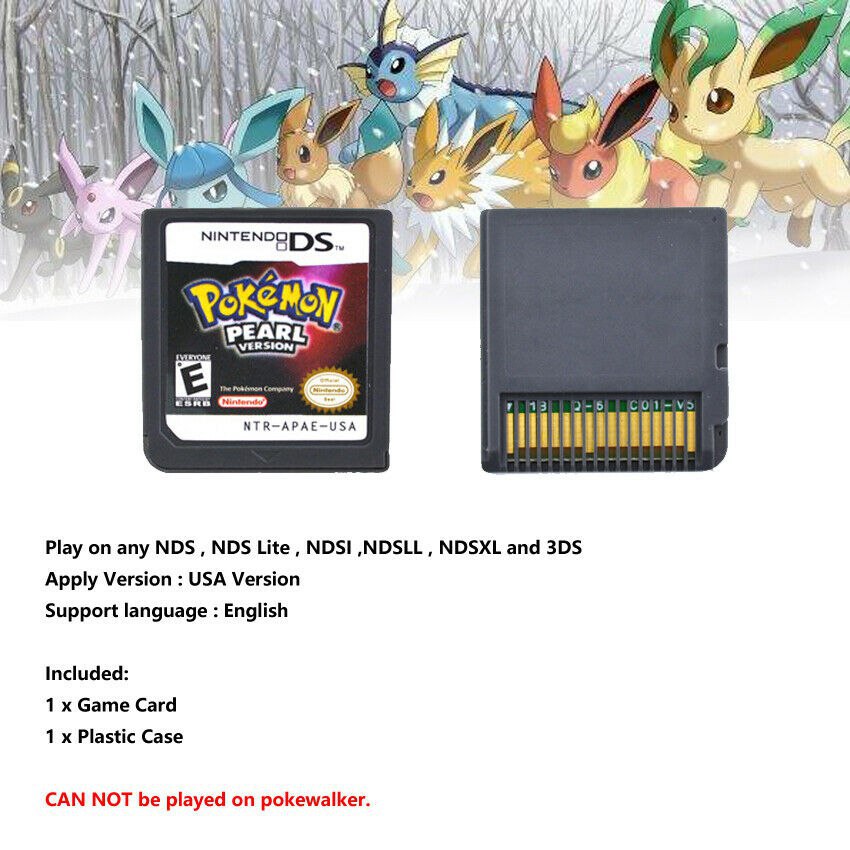 NINTENDO DS™
POKéMON®
PEARL
VERSION
EVERYONE
E
ESRB
The Pokémon Company
Nintendo®
Official
Nintendo
Seal
NTR-APAE-USA
Play on any NDS , NDS Lite , NDSI ,NDSLL , NDSXL and 3DS
Apply Version : USA Version
Support language : English
Included:
1 x Game Card
1 x Plastic Case
CAN NOT be played on pokewalker.